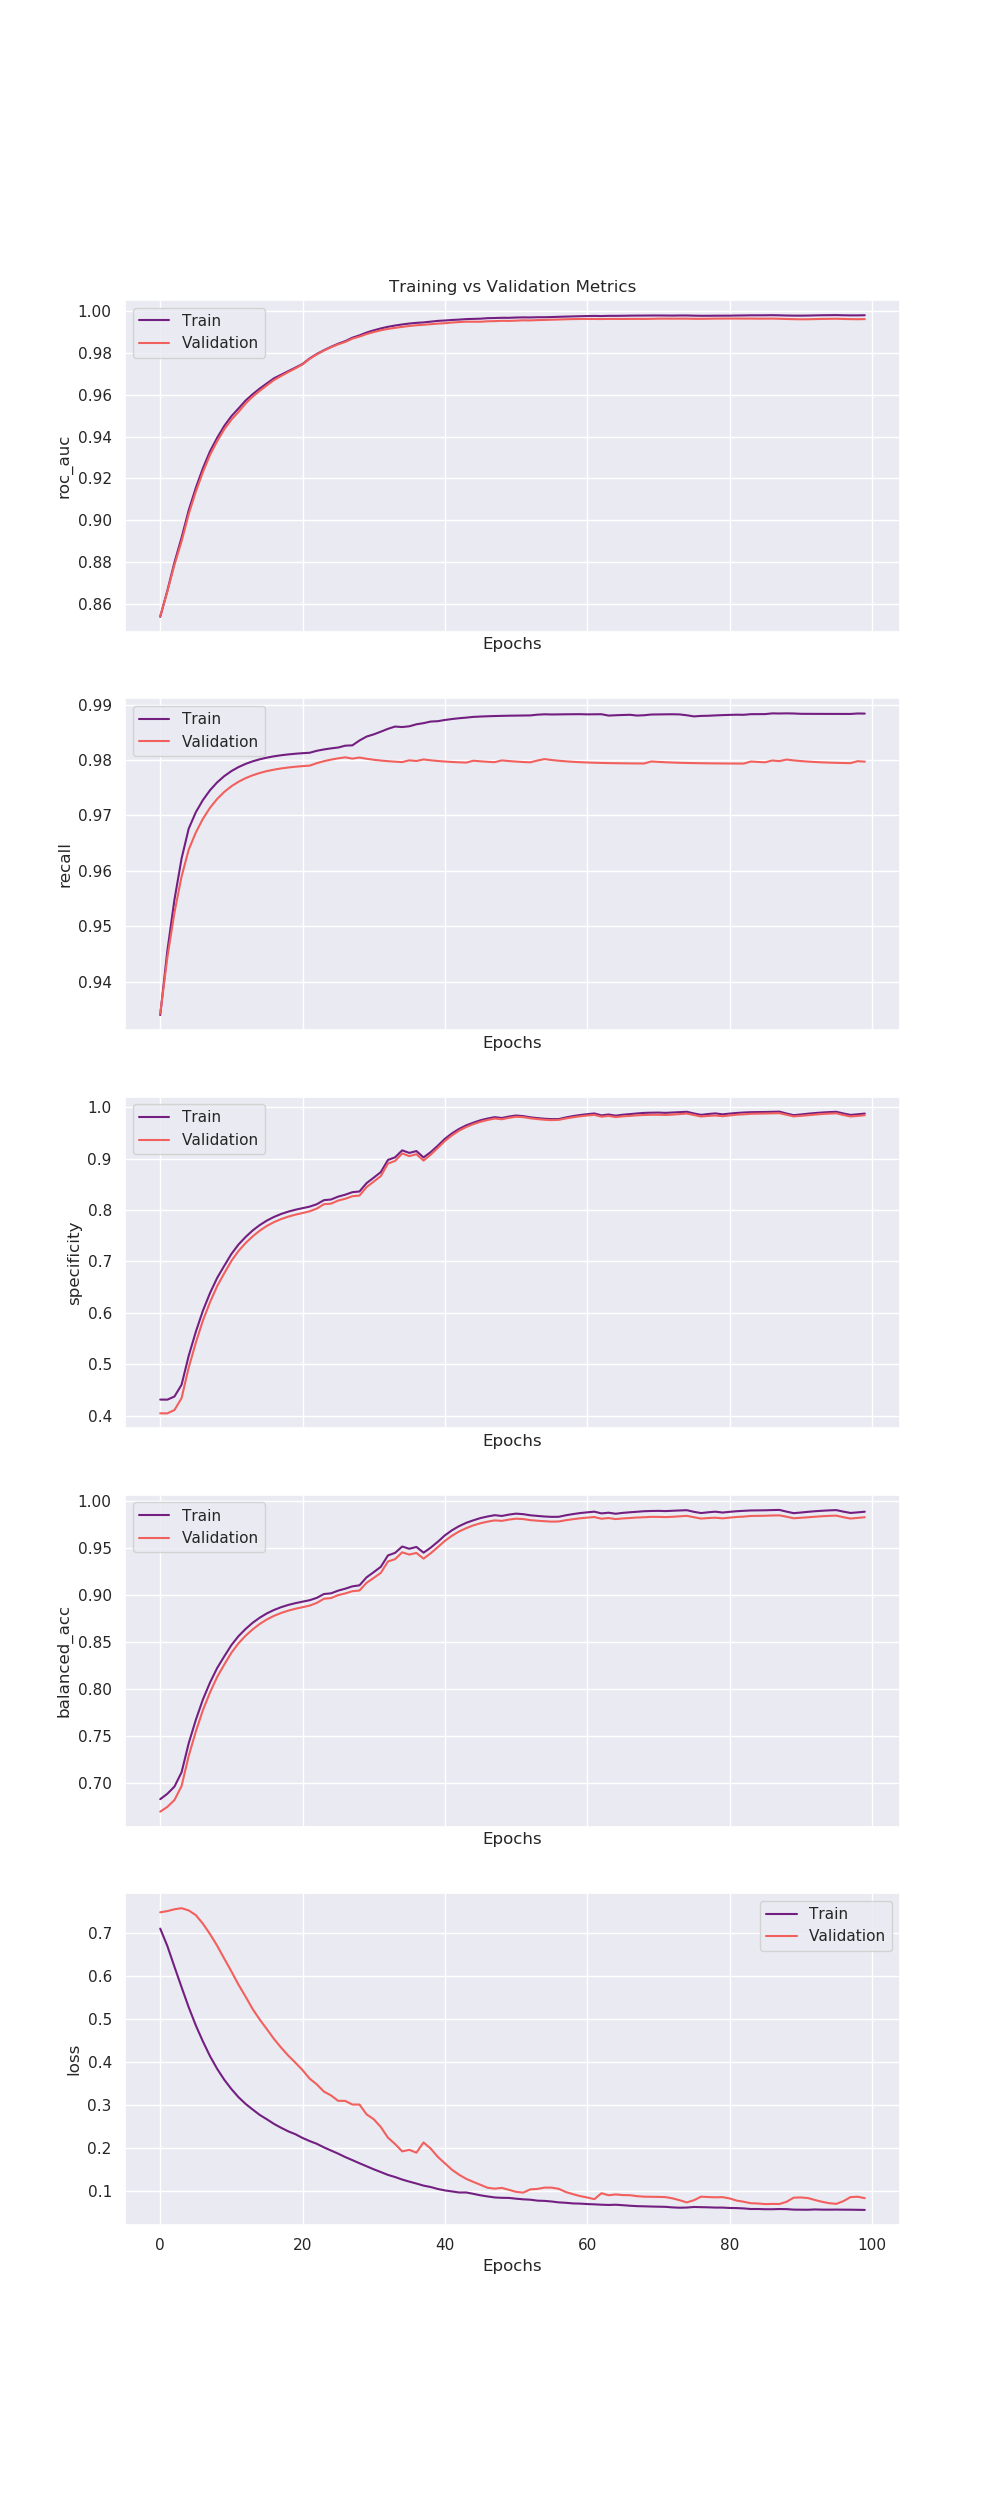 Training vs Validation Metrics
1.00
0.98
0.96
0.94
0.92
0.90
0.88
0.86
roc_auc
Train
Validation
Epochs
0.99
0.98
0.97
0.96
0.95
0.94
recall
Train
Validation
Epochs
1.0
0.9
0.8
0.7
0.6
0.5
0.4
specificity
Train
Validation
Epochs
1.00
0.95
0.90
0.85
0.80
0.75
0.70
balanced_acc
Train
Validation
Epochs
0.7
0.6
0.5
0.4
0.3
0.2
0.1
loss
Train
Validation
0 20 40 60 80 100
Epochs